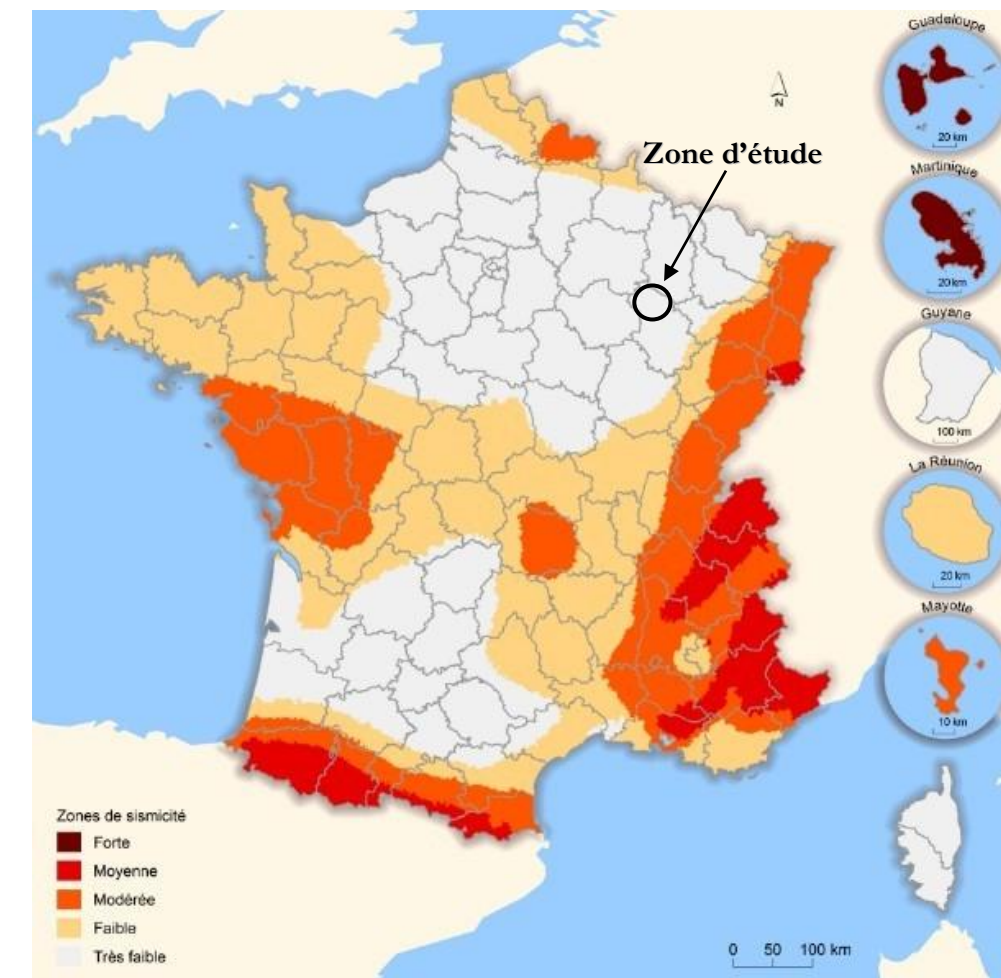 Guadeloupe
20 km
Martinique
20 km
Guyane
100 km
La Réunion
20 km
Mayotte
10 km
N
Zone d’étude
Zones de sismicité
Forte
Moyenne
Modérée
Faible
Très faible
0 50 100 km